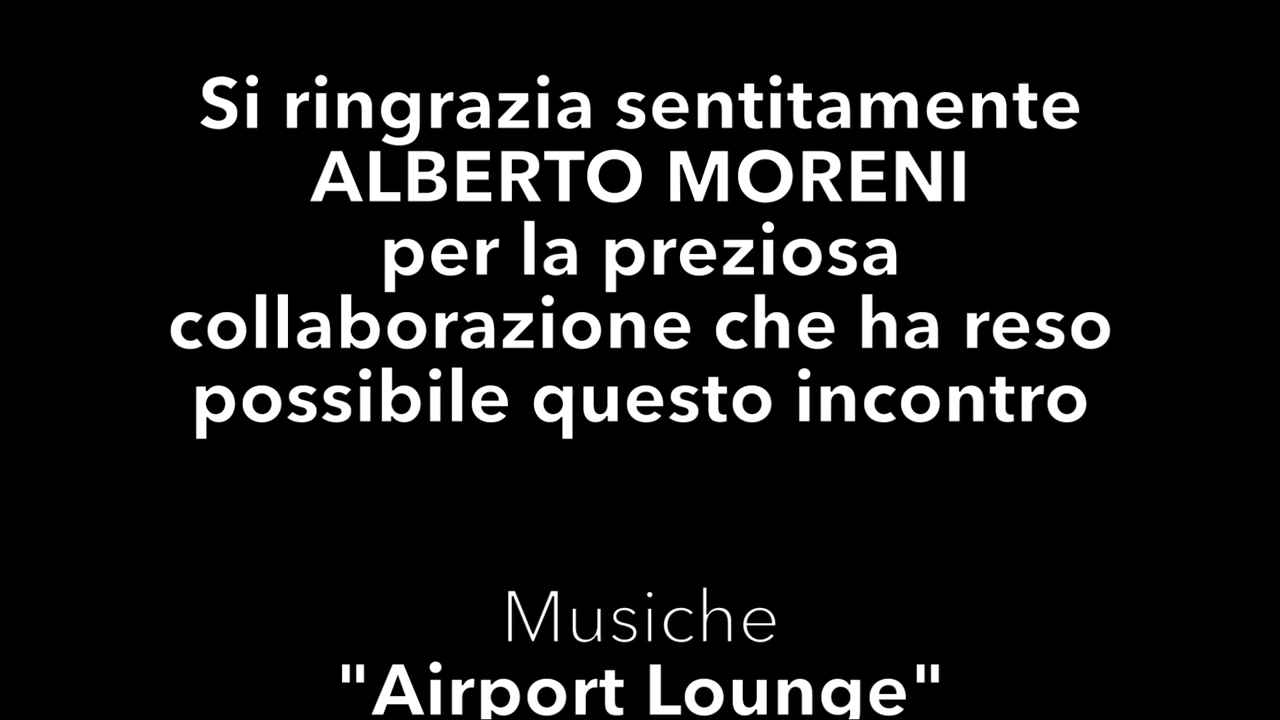 Si ringrazia sentitamente
ALBERTO MORENI
per la preziosa
collaborazione che ha reso
possibile questo incontro
Musiche
"Airport Lounge"